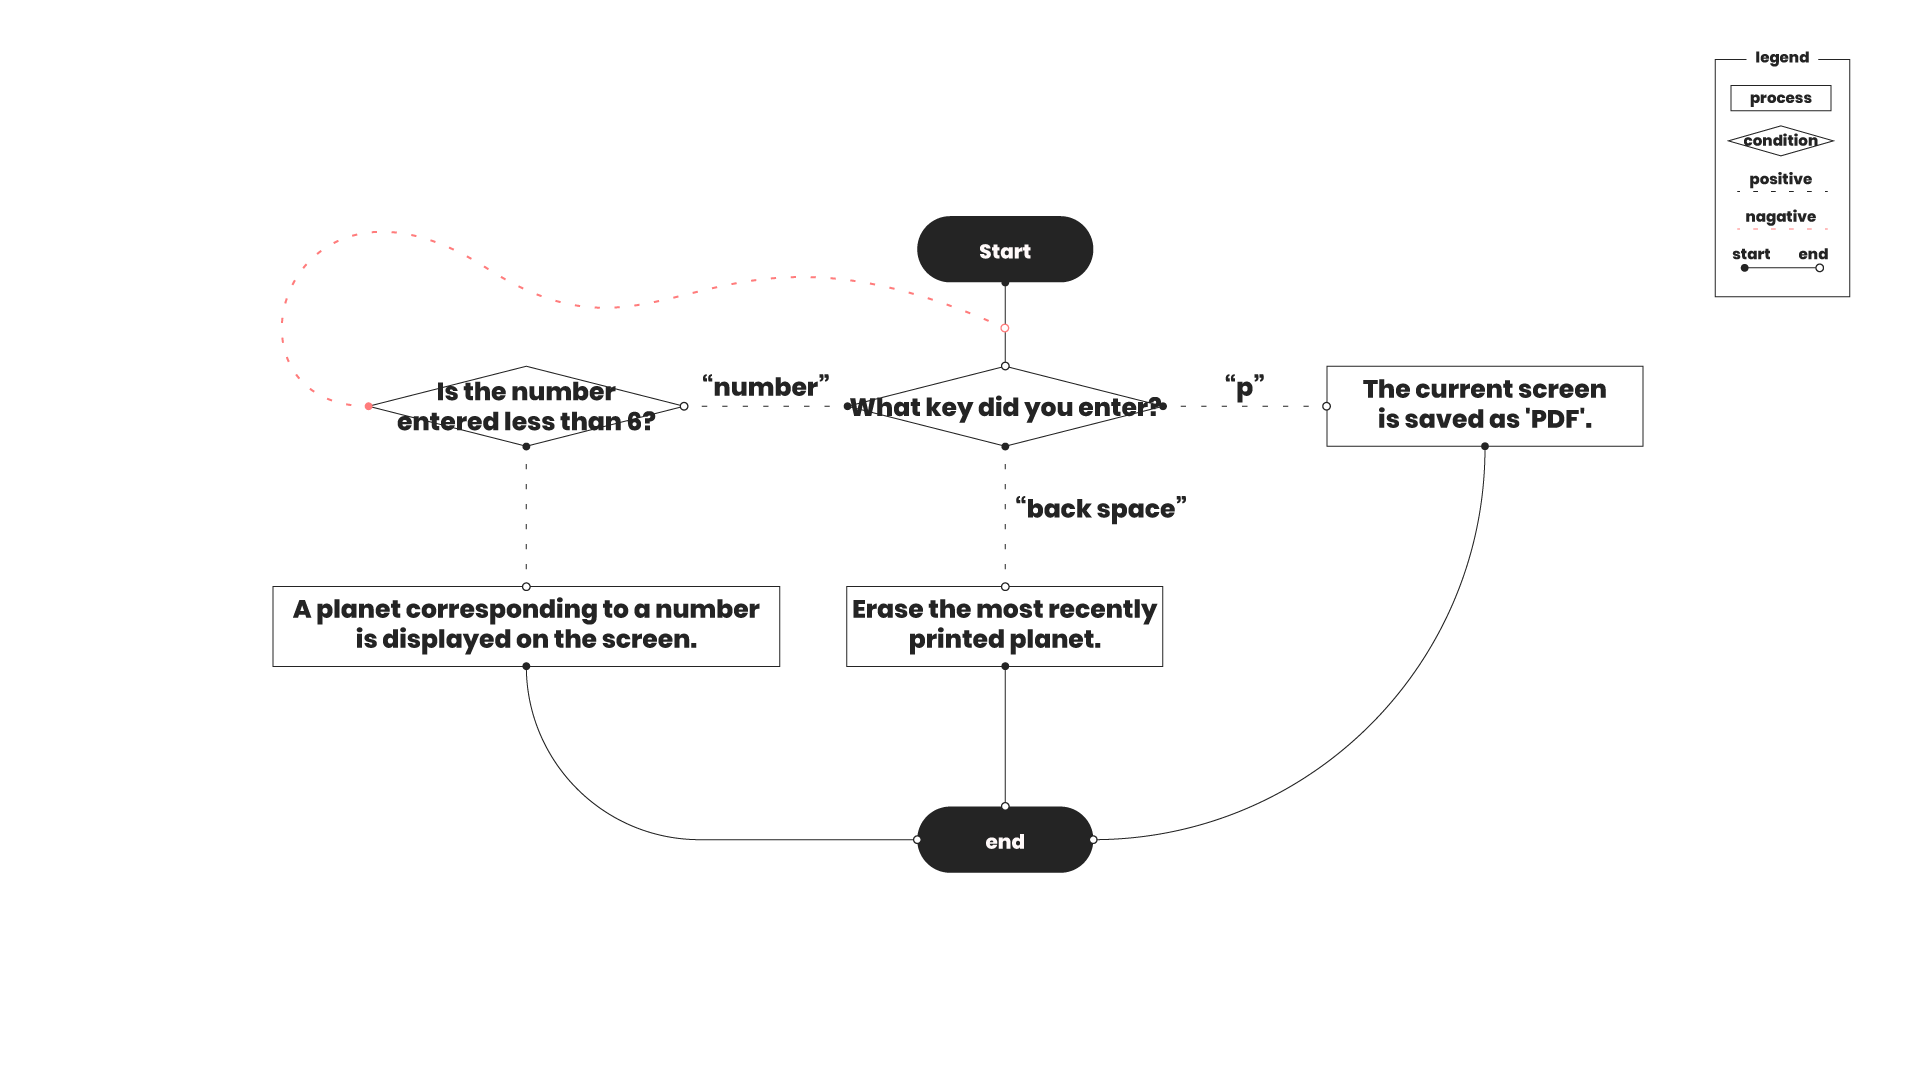 legend
process
condition
positive
nagative
start end
Start
"number"
"p"
Is the number
entered less than 6?
What key did you enter?
The current screen
is saved as 'PDF'.
“back space”
A planet corresponding to a number
is displayed on the screen.
Erase the most recently
printed planet.
end